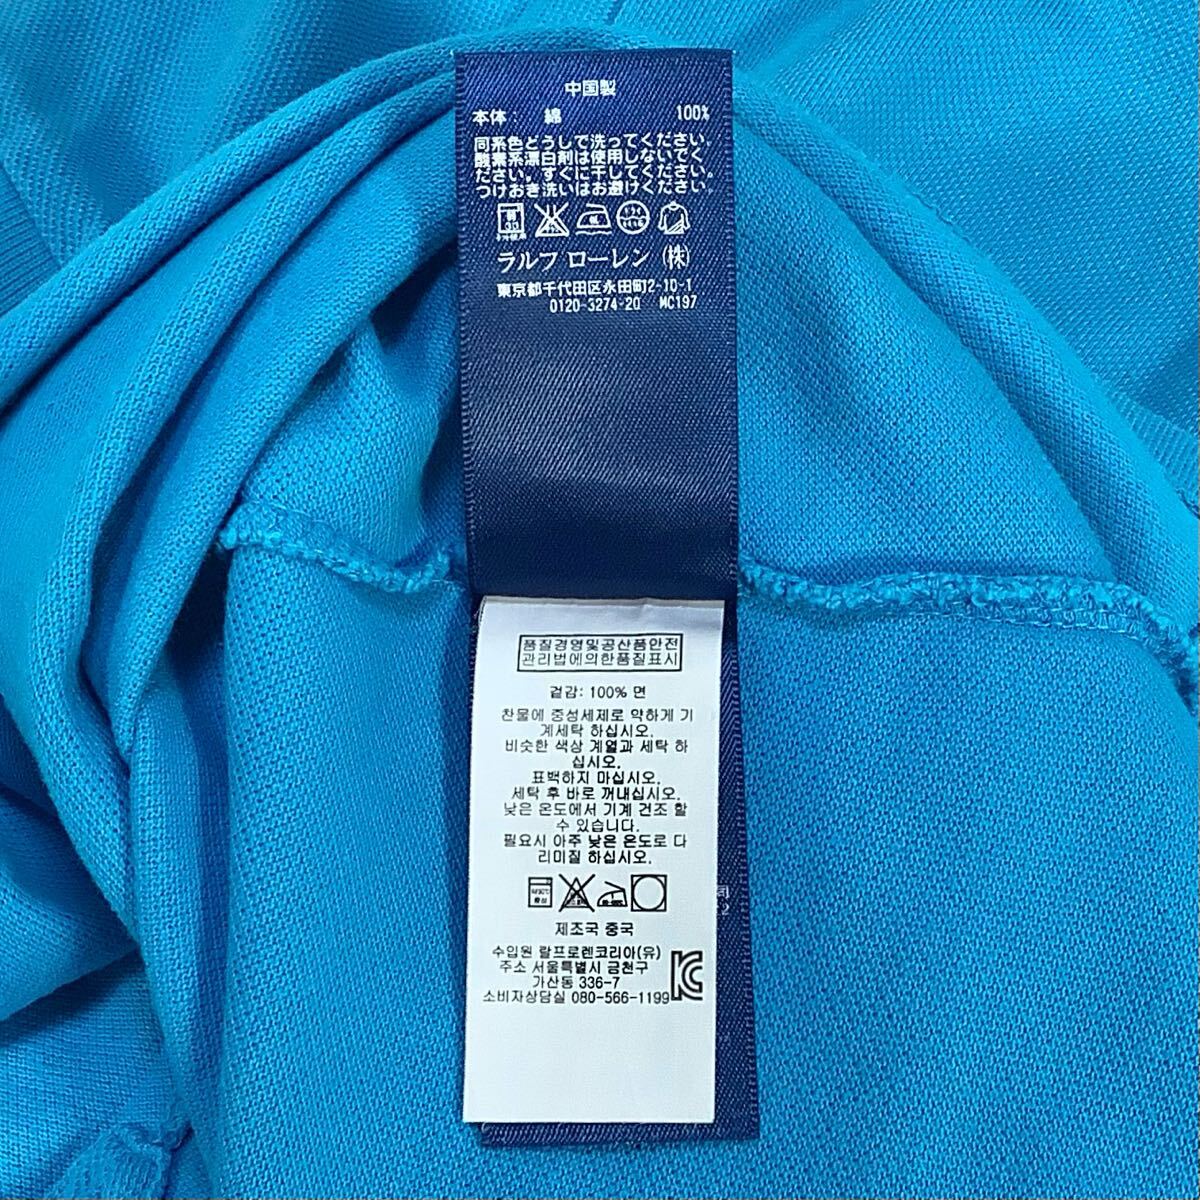 中国製
本体: 綿 100%
同系色どうしで洗ってください。
酸素系漂白剤は使用しないでく
ださい。すぐに干してください。
つけおき洗いはお避けください。
ラルフ ローレン (株)
東京都千代田区永田町2-10-1
0120-3274-20 MC197
품질경영및공산품안전
관리법에의한품질표시
겉감: 100% 면
찬물에 중성세제로 약하게 기
계세탁 하십시오.
비슷한 색상 계열과 세탁 하
십시오.
표백하지 마십시오.
세탁 후 바로 꺼내십시오.
낮은 온도에서 기계 건조 할
수 있습니다.
필요시 아주 낮은 온도로 다
리미질 하십시오.
제조국 중국
수입원 랄프로렌코리아(유)
주소 서울특별시 금천구
가산동 336-7
소비자상담실 080-566-1199